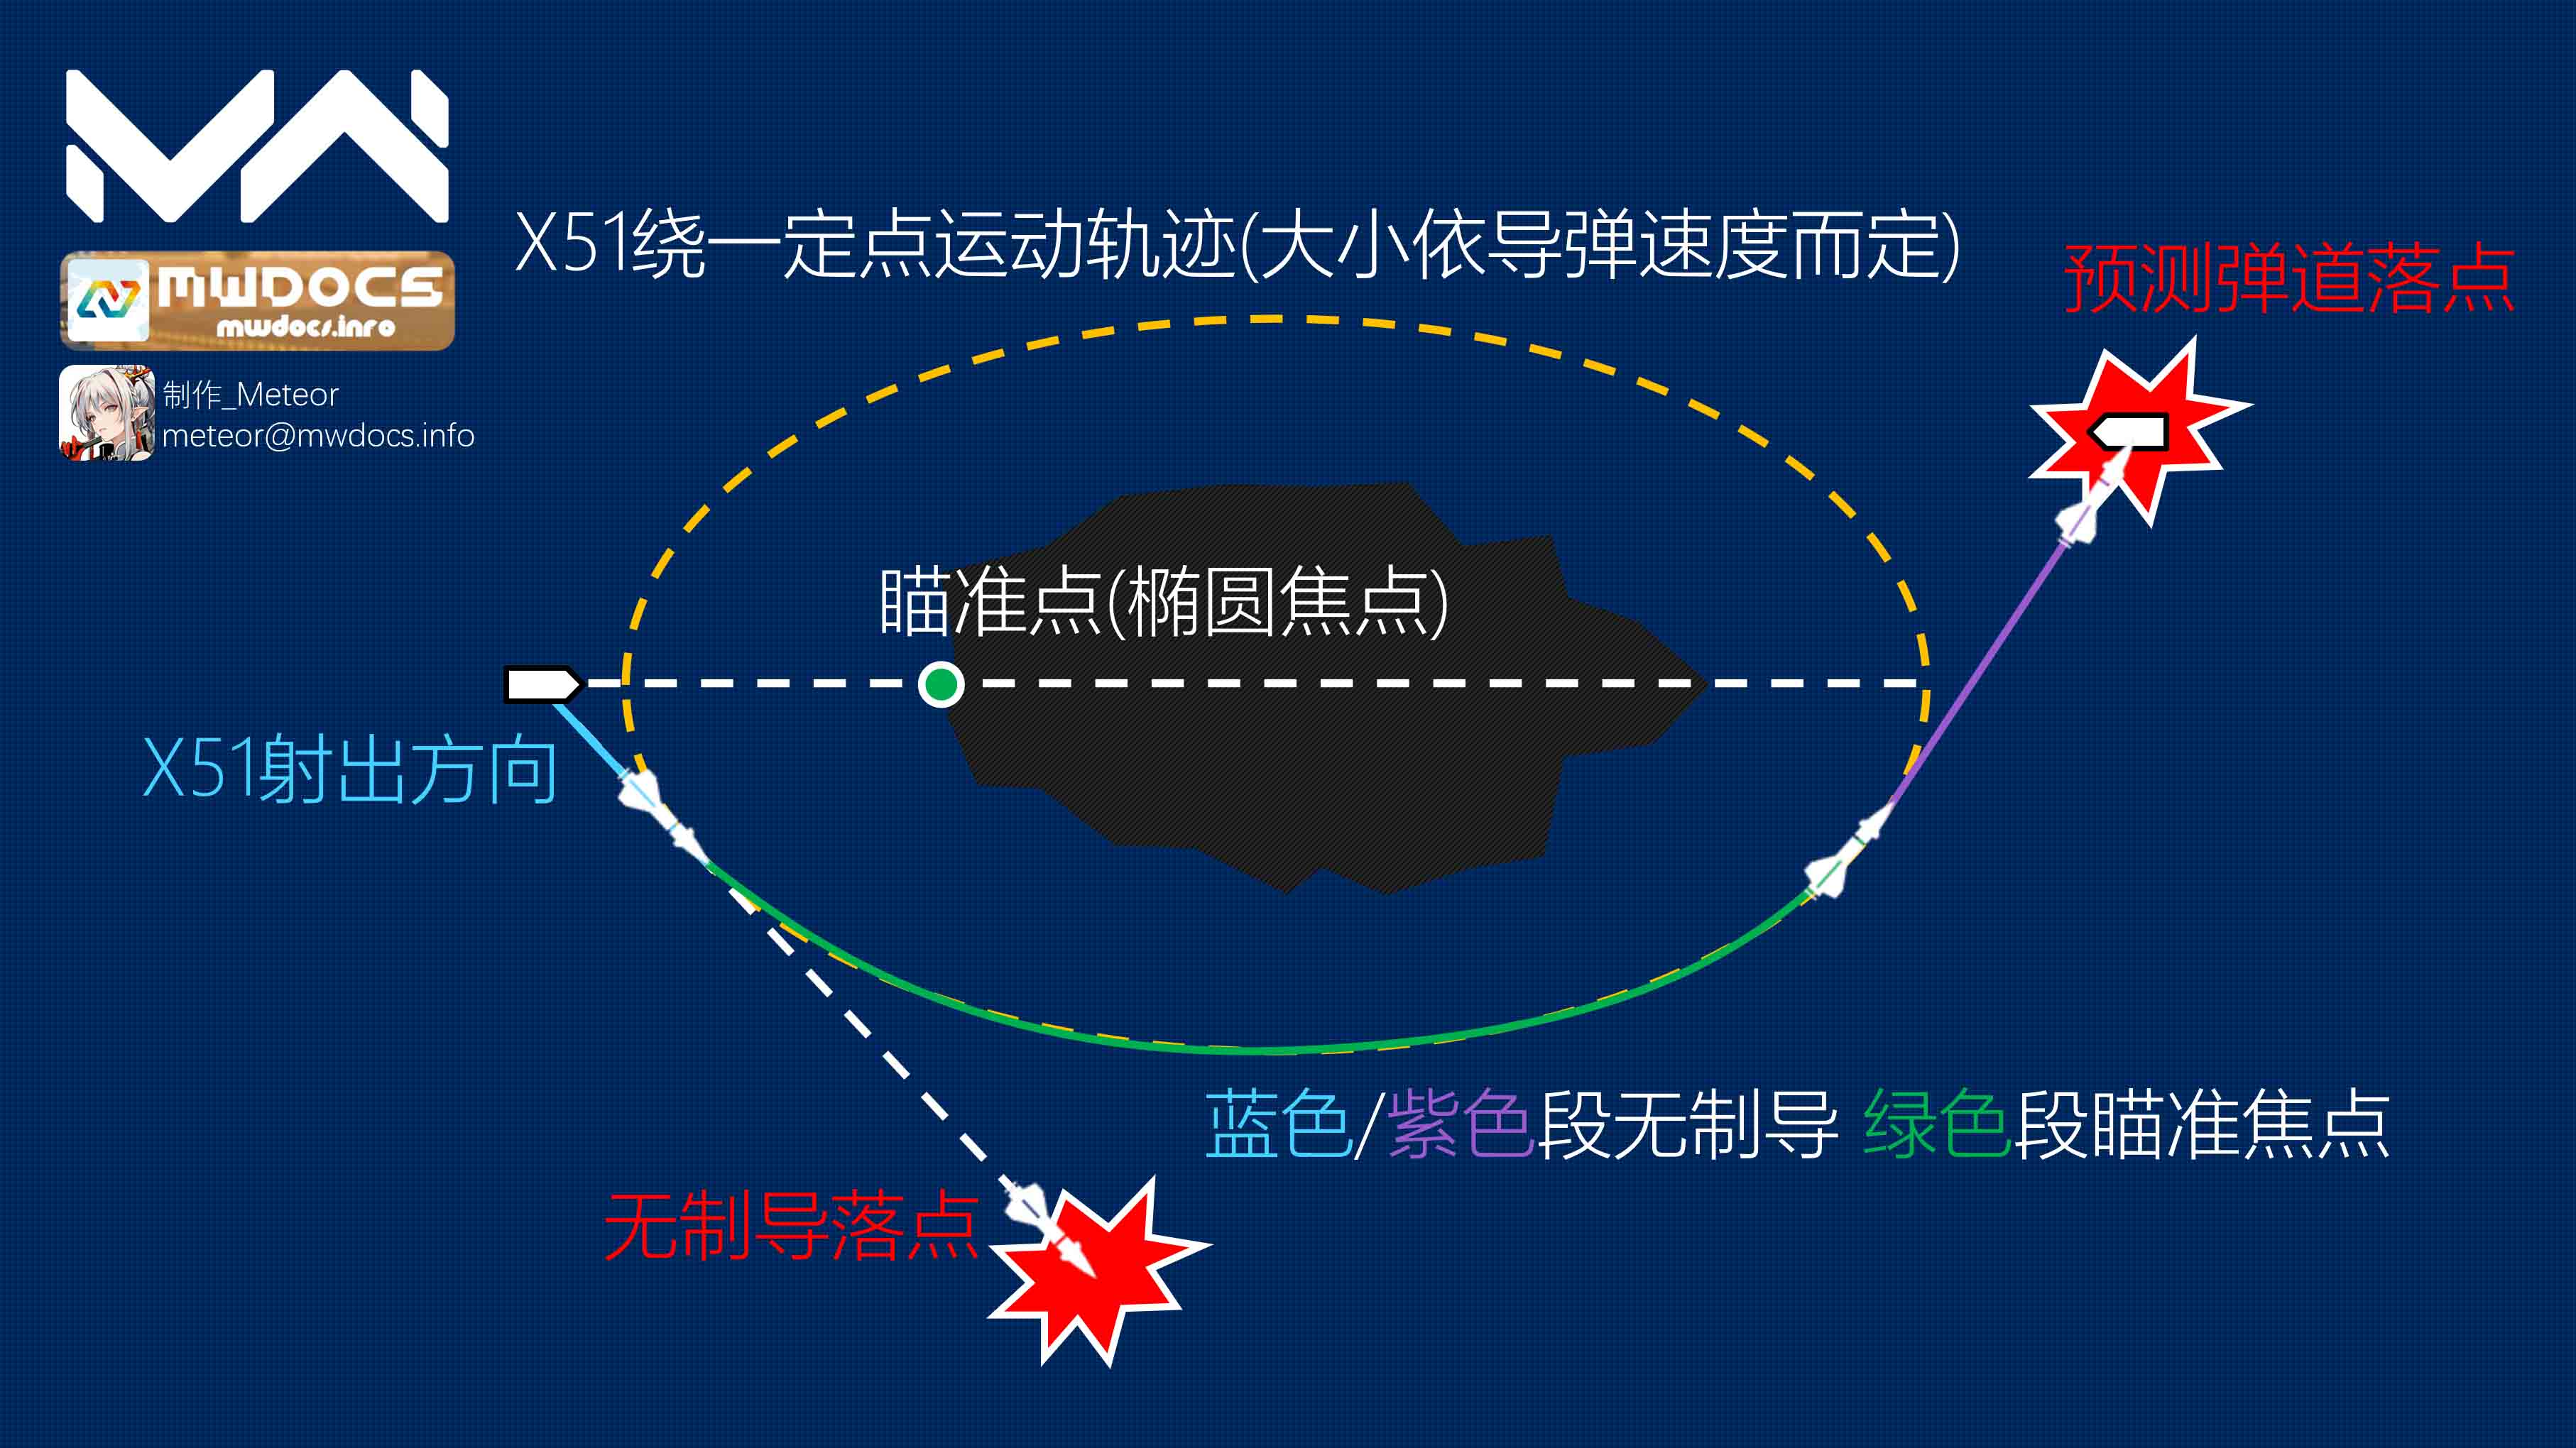 X51绕一定点运动轨迹(大小依导弹速度而定)
预测弹道落点
MWDOCS
mwdocs.info
制作_Meteor
meteor@mwdocs.info
瞄准点(椭圆焦点)
X51射出方向
蓝色/紫色段无制导 绿色段瞄准焦点
无制导落点